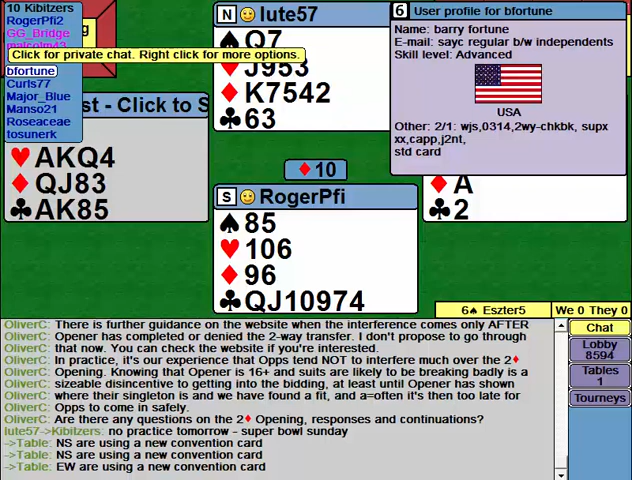 10 Kibitzers
RogerPfi2
GG_Bridge
malcolm43
Click for private chat. Right click for more options.
bfortune
Curls77
Major_Blue
Manso21
Roseaceae
tosunerk
N lute57
♠ Q7
♥ J953
♦ K7542
♣ 63
6 User profile for bfortune
Name: barry fortune
E-mail: sayc regular b/w independents
Skill level: Advanced
USA
Other: 2/1: wjs,0314,2wy-chkbk, supx
xx,capp,j2nt,
std card
st - Click to S
♥ AKQ4
♦ QJ83
♣ AK85
♦ 10
♦ A
♣ 2
S RogerPfi
♠ 85
♥ 106
♦ 96
♣ QJ10974
6♠ Eszter5
We 0 They 0
OliverC: There is further guidance on the website when the interference comes only AFTER
OliverC: Opener has completed or denied the 2-way transfer. I don't propose to go through
OliverC: that now. You can check the website if you're interested.
OliverC: In practice, it's our experience that Opps tend NOT to interfere much over the 2♦
OliverC: Opening. Knowing that Opener is 16+ and suits are likely to be breaking badly is a
OliverC: sizeable disincentive to getting into the bidding, at least until Opener has shown
OliverC: where their singleton is and we have found a fit, and a=often it's then too late for
OliverC: Opps to come in safely.
OliverC: Are there any questions on the 2♦ Opening, responses and continuations?
lute57->Kibitzers: no practice tomorrow - super bowl sunday
->Table: NS are using a new convention card
->Table: NS are using a new convention card
->Table: EW are using a new convention card
Chat
Lobby
8594
Tables
1
Tourneys